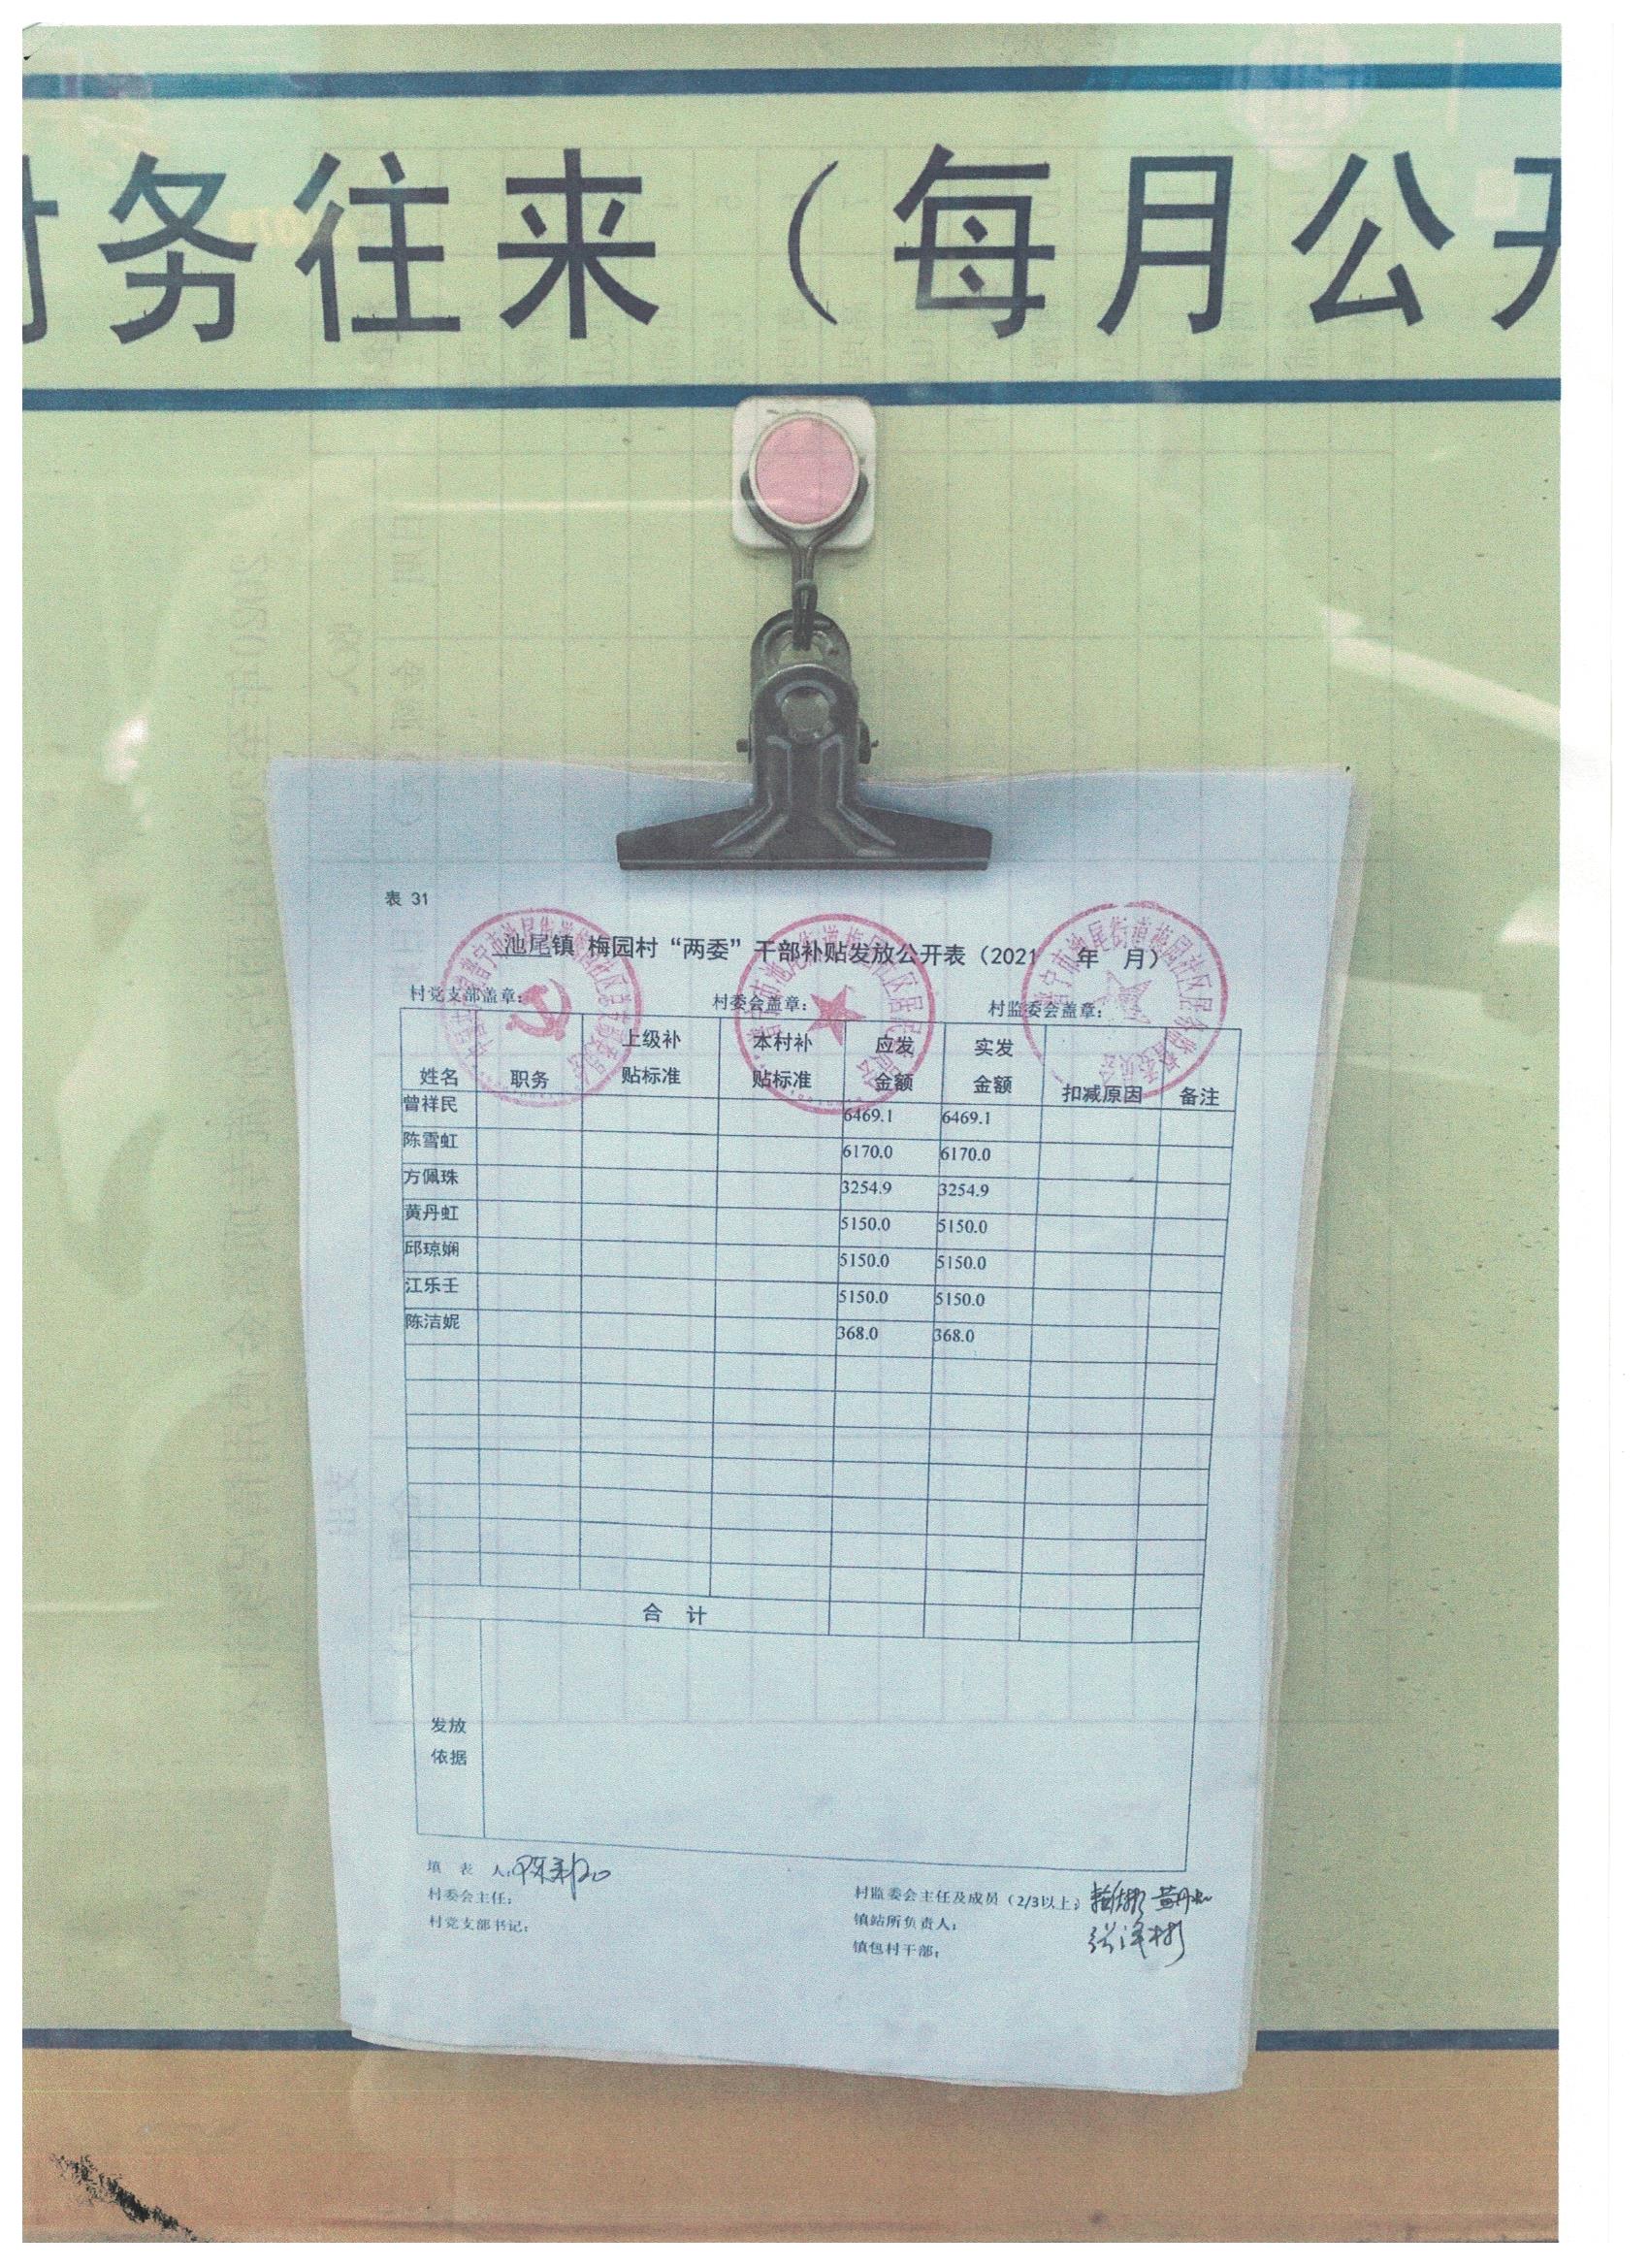 财务往来（每月公开
表 31
池尾镇 梅园村“两委”干部补贴发放公开表（2021 年 月）
村党支部盖章： 村委会盖章： 村监委会盖章：
姓名 职务 上级补贴标准 本村补贴标准 应发金额 实发金额 扣减原因 备注
曾祥民 6469.1 6469.1
陈雪虹 6170.0 6170.0
方佩珠 3254.9 3254.9
黄丹虹 5150.0 5150.0
邱琼娴 5150.0 5150.0
江乐壬 5150.0 5150.0
陈洁妮 368.0 368.0
合 计
发放
依据
填 表 人：
村委会主任：
村党支部书记：
村监委会主任及成员（2/3以上）：
镇站所负责人：
镇包村干部：